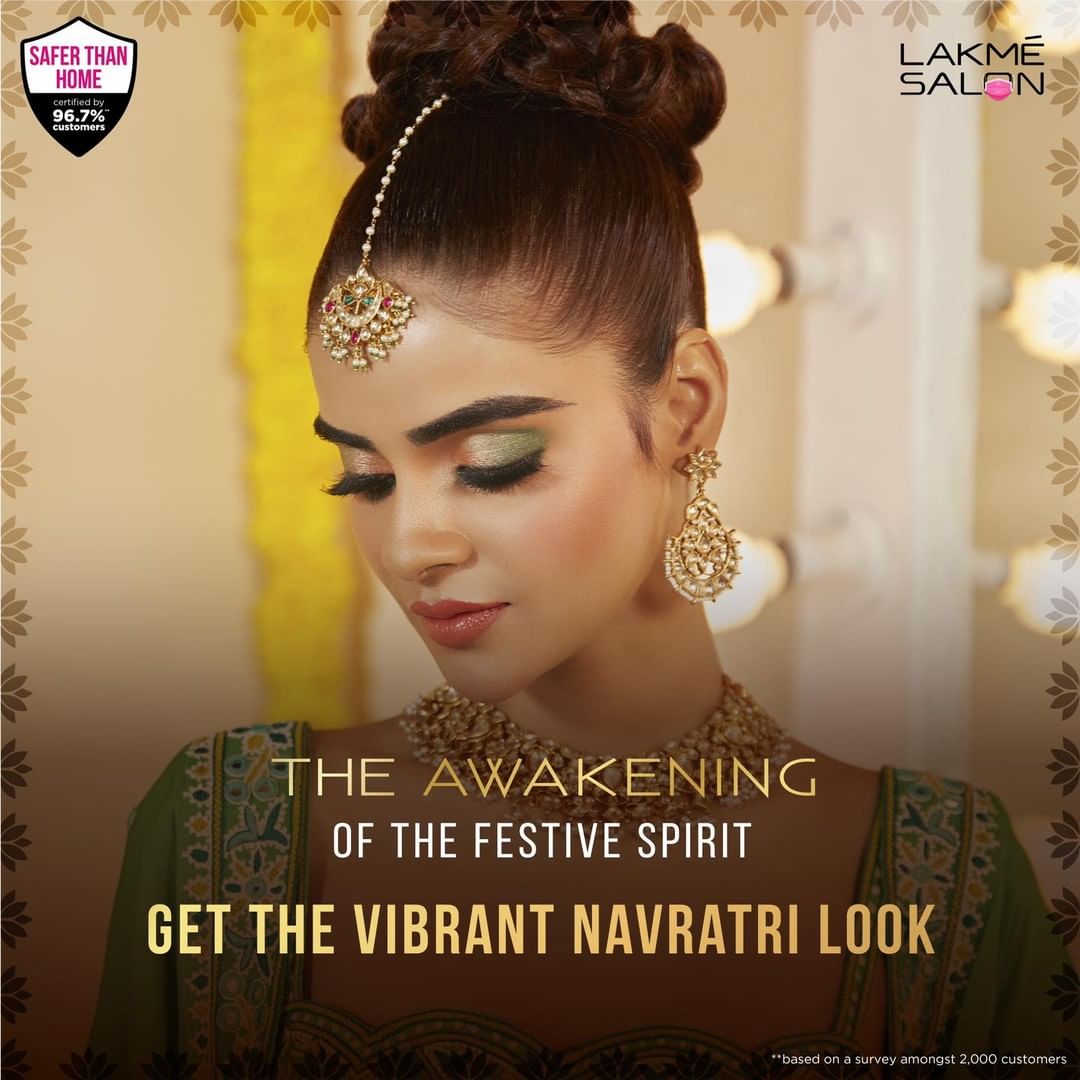 SAFER THAN
HOME
certified by
96.7%**
customers
LAKMÉ
SALON
THE AWAKENING
OF THE FESTIVE SPIRIT
GET THE VIBRANT NAVRATRI LOOK
**based on a survey amongst 2,000 customers